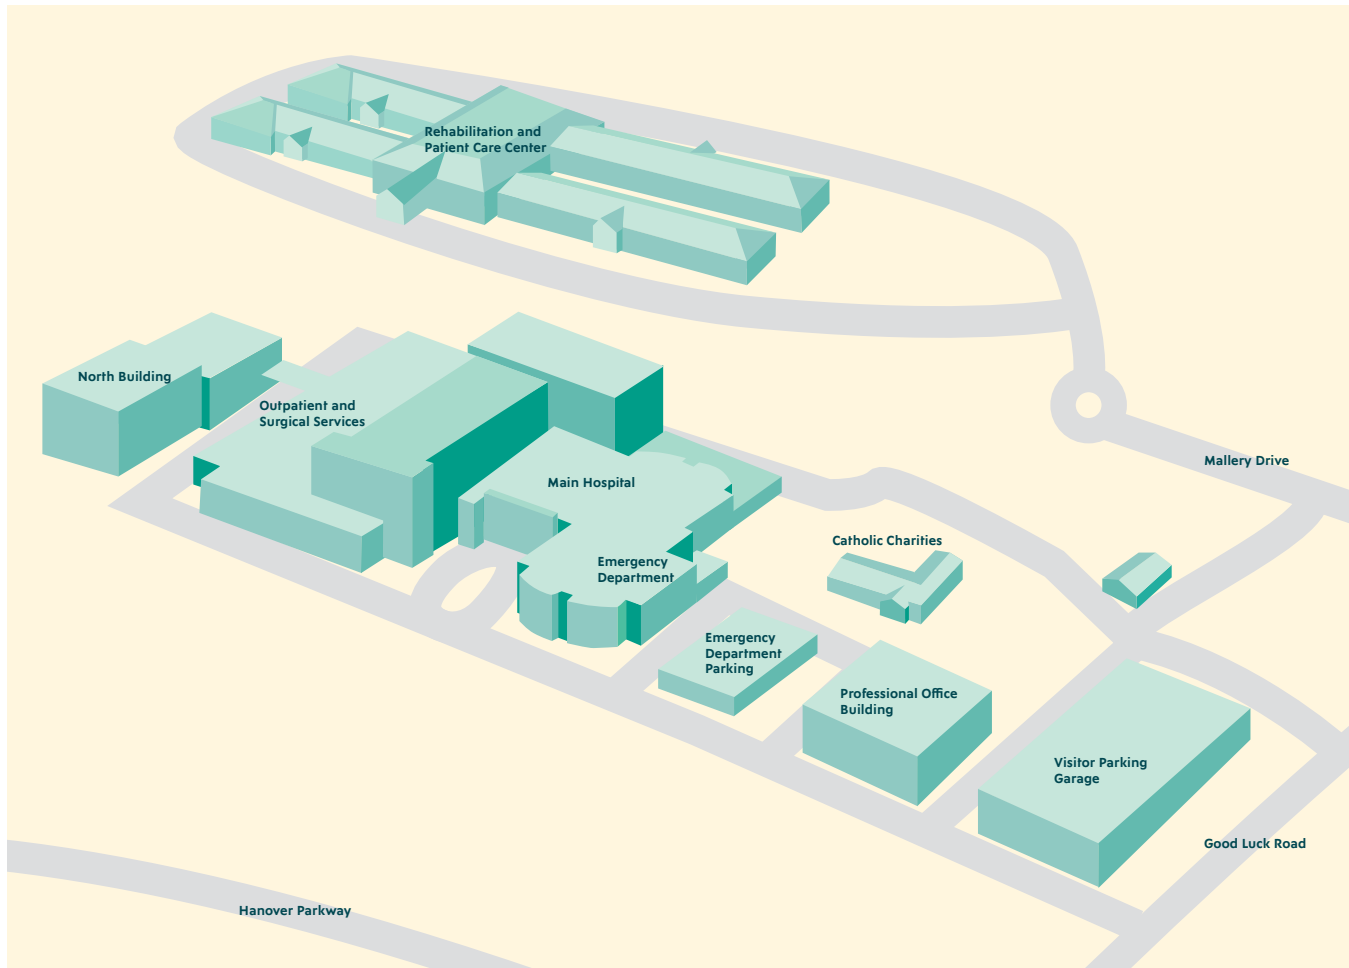 Rehabilitation and
Patient Care Center
North Building
Outpatient and
Surgical Services
Main Hospital
Mallery Drive
Catholic Charities
Emergency
Department
Emergency
Department
Parking
Professional Office
Building
Visitor Parking
Garage
Good Luck Road
Hanover Parkway